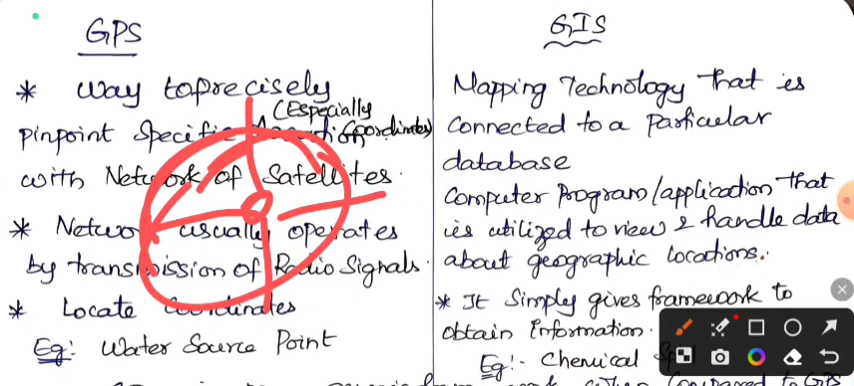 GPS
* Way to precisely
(Especially
Pinpoint Specific Coordinates)
with Network of Satellites.
* Network usually operates
by transmission of Radio Signals.
* Locate Coordinates
Eg: Water Source Point
GIS
Mapping Technology that is
connected to a Particular
database
Computer Program/application that
is utilized to view & handle data
about geographic locations.
* It Simply gives framework to
obtain Information.
Eg:- Chemical